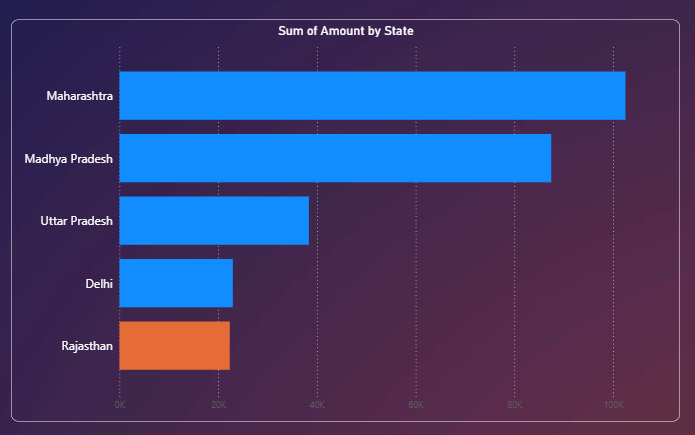 Sum of Amount by State
Maharashtra
Madhya Pradesh
Uttar Pradesh
Delhi
Rajasthan
0K 20K 40K 60K 80K 100K